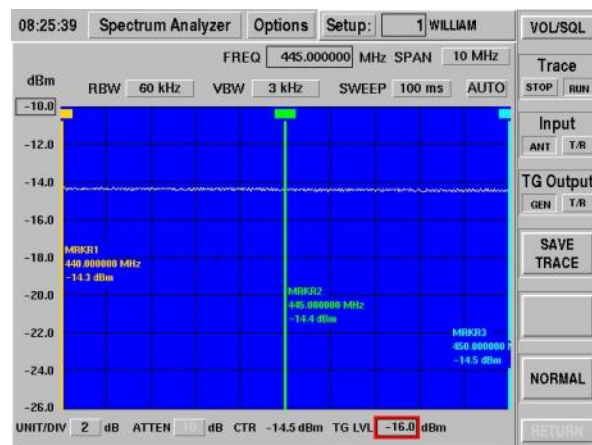 08:25:39 Spectrum Analyzer Options Setup: 1 WILLIAM
FREQ 445.000000 MHz SPAN 10 MHz
dBm RBW 60 kHz VBW 3 kHz SWEEP 100 ms AUTO
-10.0
-12.0
-14.0
-16.0
-18.0
-20.0
-22.0
-24.0
-26.0
MRKR1
440.000000 MHz
-14.3 dBm
MRKR2
445.000000 MHz
-14.4 dBm
MRKR3
450.000000
-14.5 dBm
UNIT/DIV 2 dB ATTEN 10 dB CTR -14.5 dBm TG LVL -16.0 dBm
VOL/SQL
Trace
STOP RUN
Input
ANT T/R
TG Output
GEN T/R
SAVE
TRACE
NORMAL
RETURN